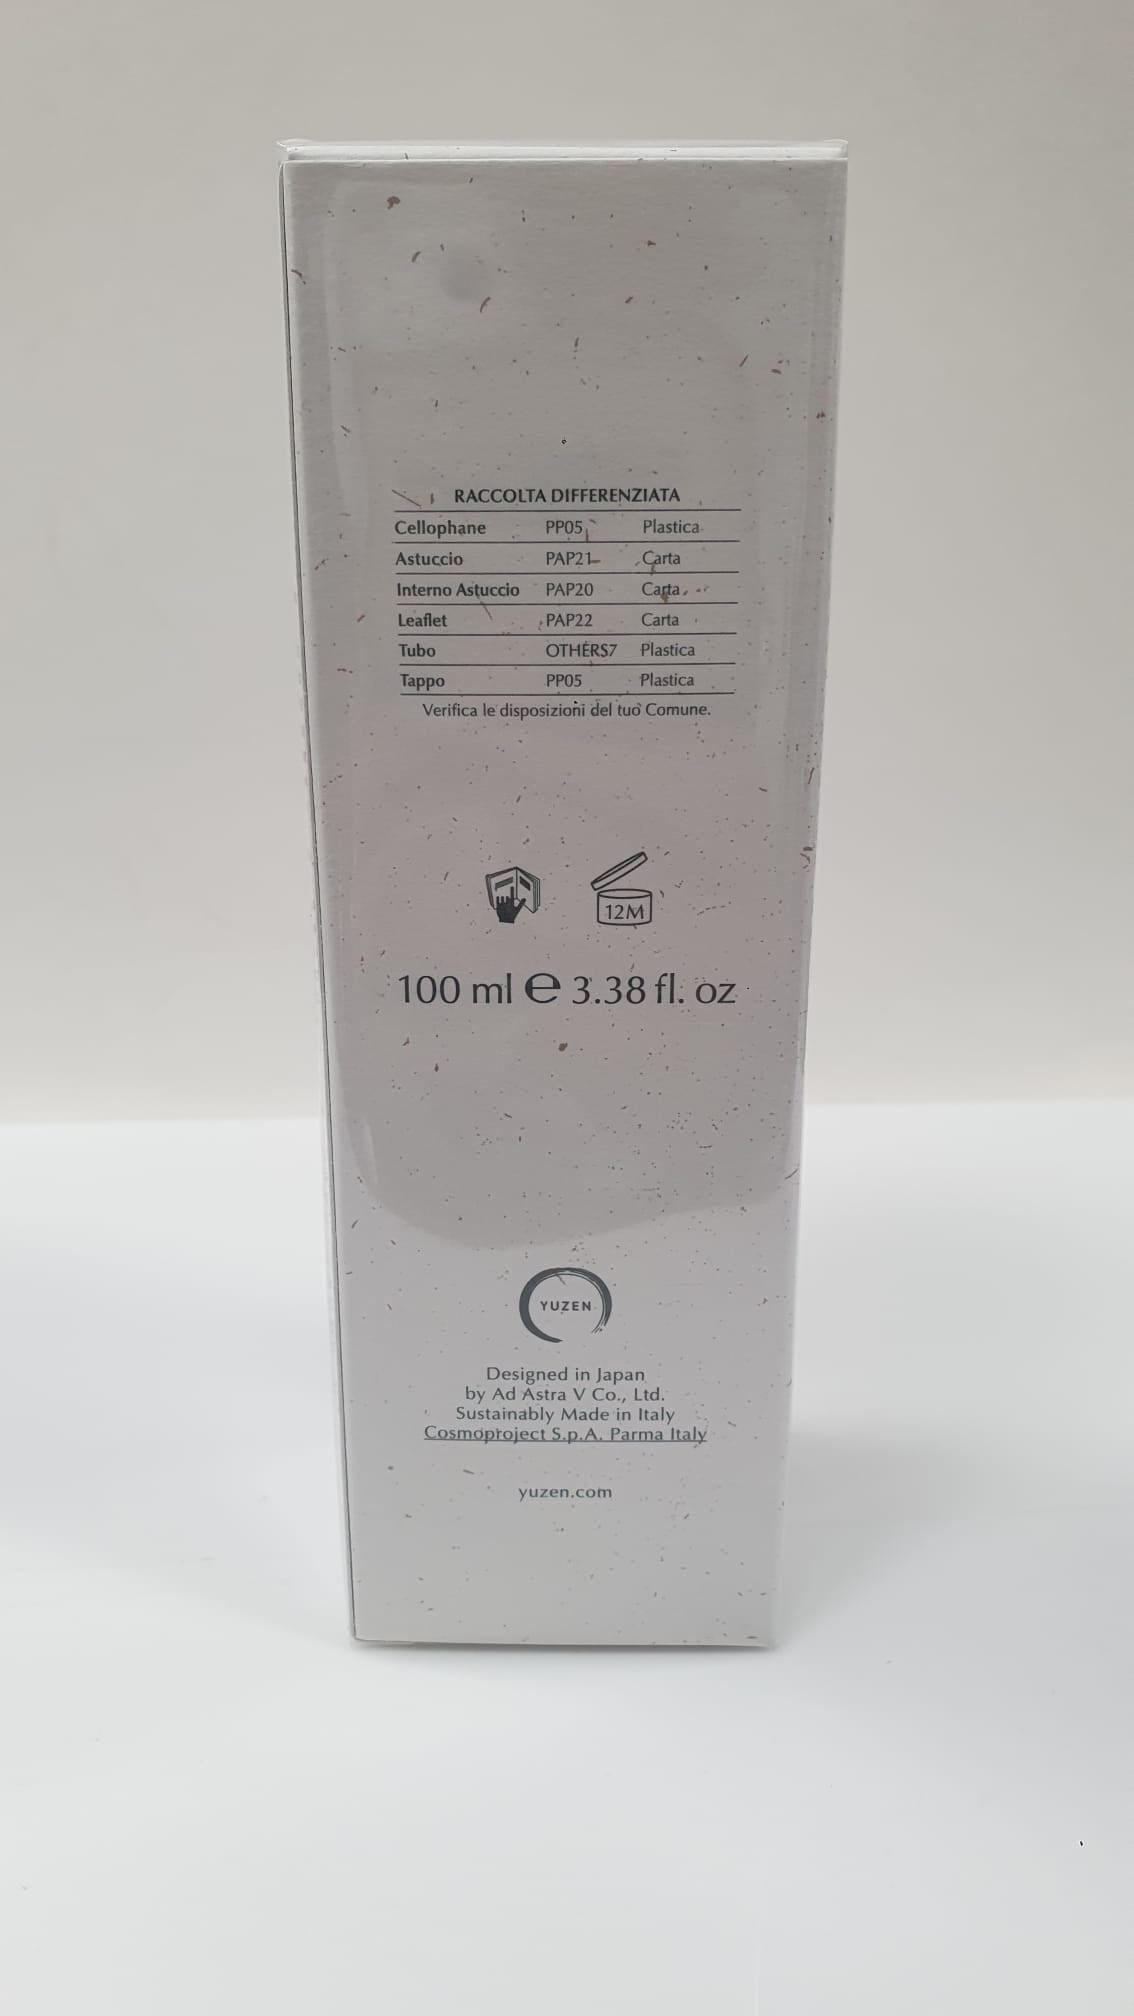 RACCOLTA DIFFERENZIATA
Cellophane PP05 Plastica
Astuccio PAP21 Carta
Interno Astuccio PAP20 Carta
Leaflet PAP22 Carta
Tubo OTHERS7 Plastica
Tappo PP05 Plastica
Verifica le disposizioni del tuo Comune.
12M
100 ml e 3.38 fl. oz
YUZEN
Designed in Japan
by Ad Astra V Co., Ltd.
Sustainably Made in Italy
Cosmoproject S.p.A. Parma Italy
yuzen.com